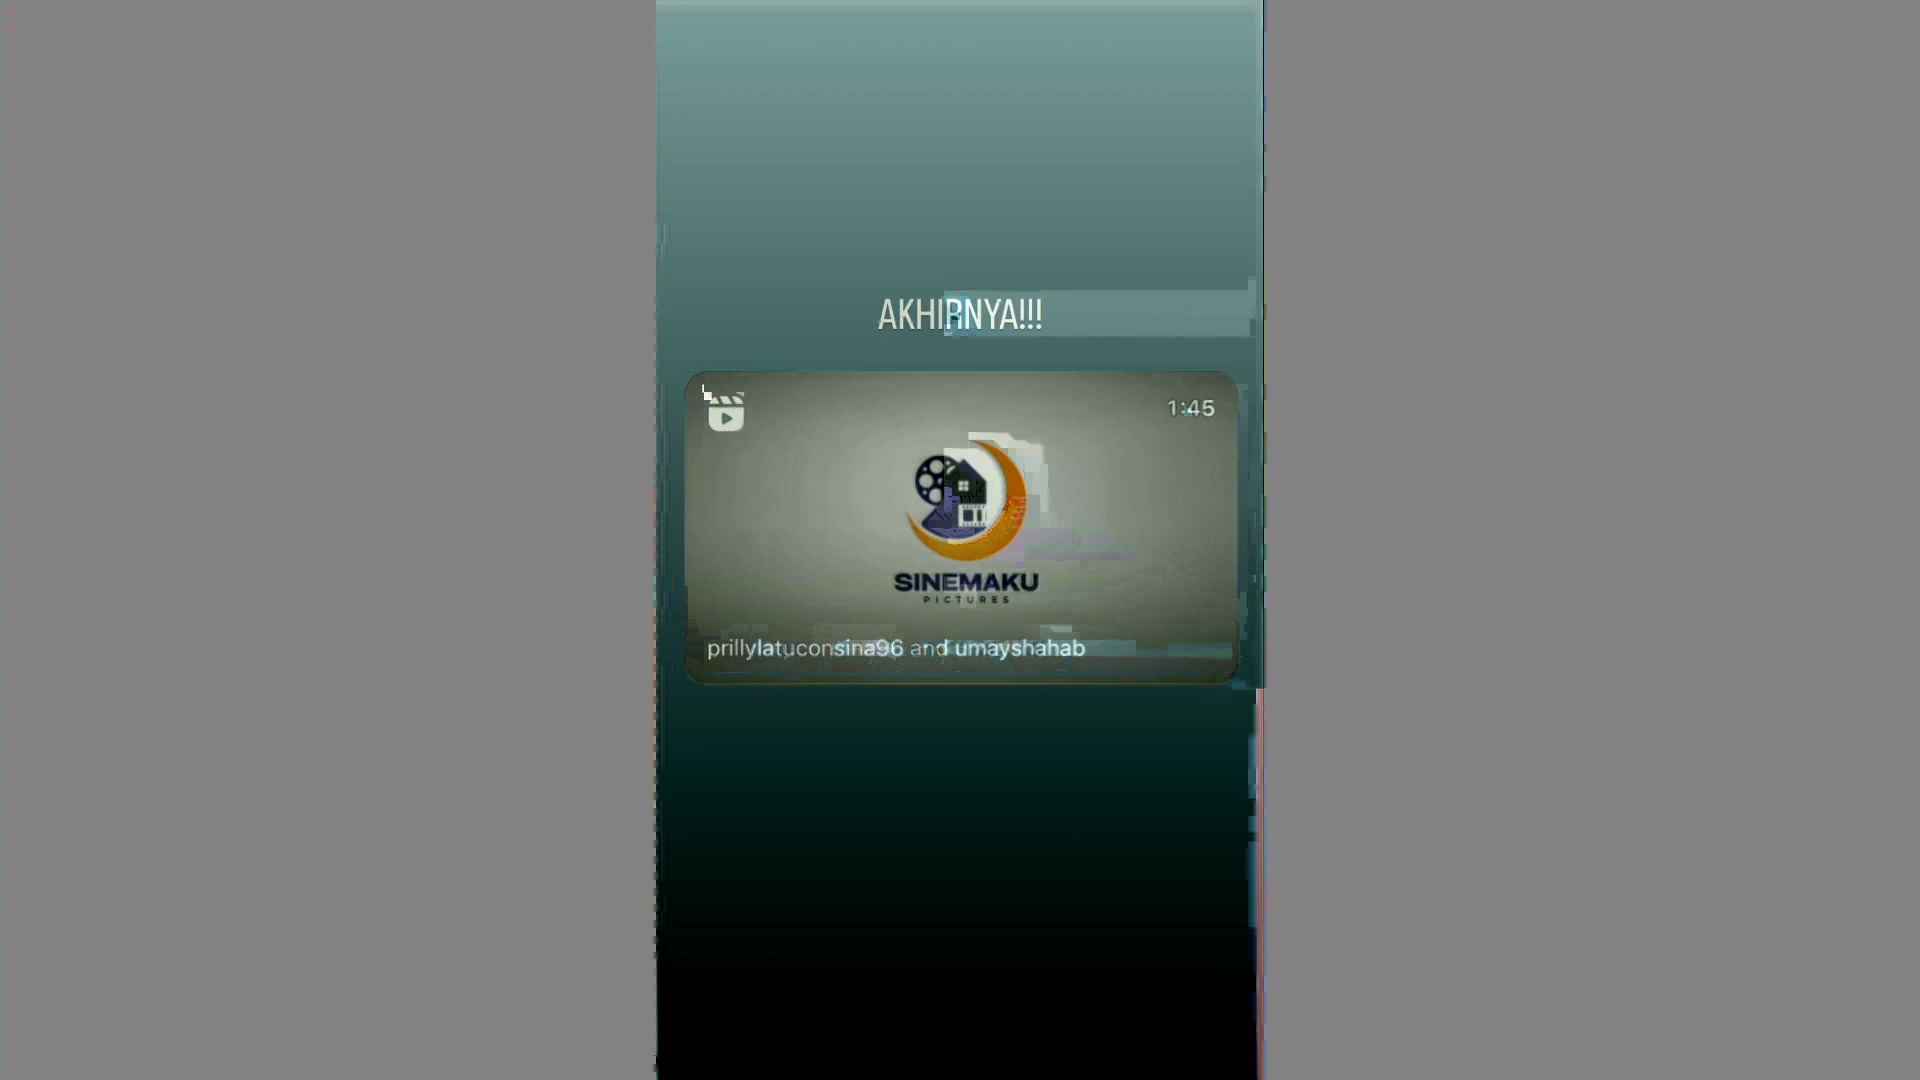 AKHIRNYA!!!
1:45
SINEMAKU
PICTURES
prillylatuconsina96 and umayshahab